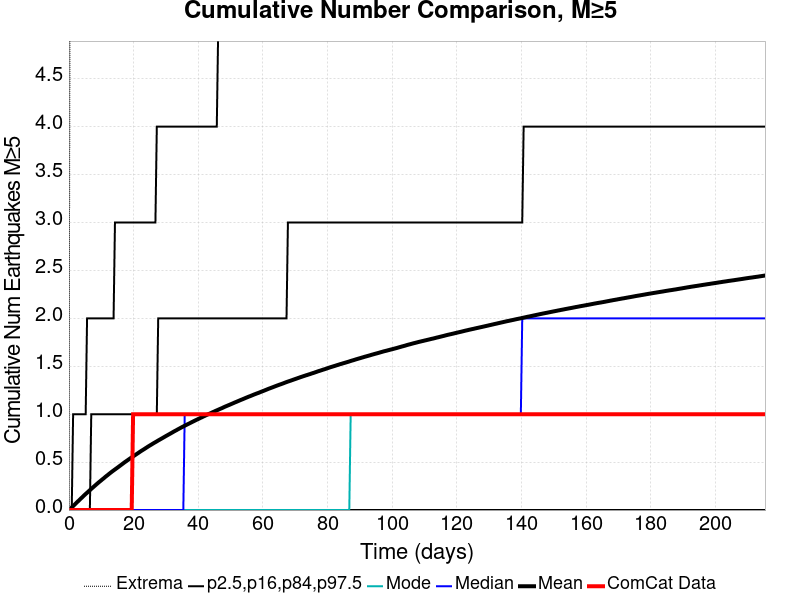 Cumulative Number Comparison, M≥5
Cumulative Num Earthquakes M≥5
4.5
4.0
3.5
3.0
2.5
2.0
1.5
1.0
0.5
0.0
0 20 40 60 80 100 120 140 160 180 200
Time (days)
Extrema p2.5,p16,p84,p97.5 Mode Median Mean ComCat Data